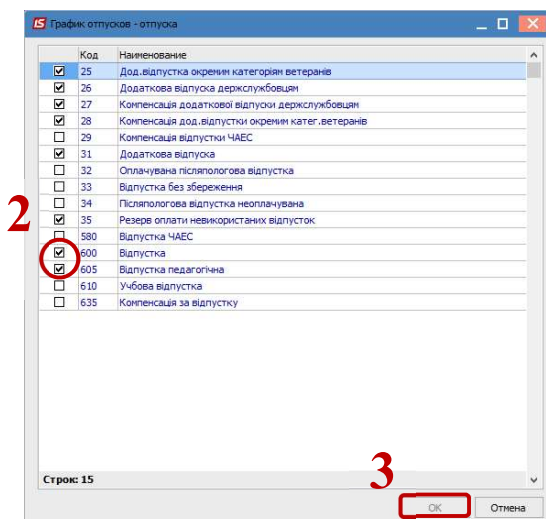 График отпусков - отпуска
Код Наименование
25 Дод.відпустка окремим категоріям ветеранів
26 Додаткова відпуска держслужбовцям
27 Компенсація додаткової відпуски держслужбовцям
28 Компенсація дод.відпустки окремим катег.ветеранів
29 Компенсація відпустки ЧАЕС
31 Додаткова відпуска
32 Оплачувана післяпологова відпустка
33 Відпустка без збереження
34 Післяпологова відпустка неоплачувана
35 Резерв оплати невикористаних відпусток
580 Відпустка ЧАЕС
2
600 Відпустка
605 Відпустка педагогічна
610 Учбова відпустка
635 Компенсація за відпустку
Строк: 15
3
OK Отмена